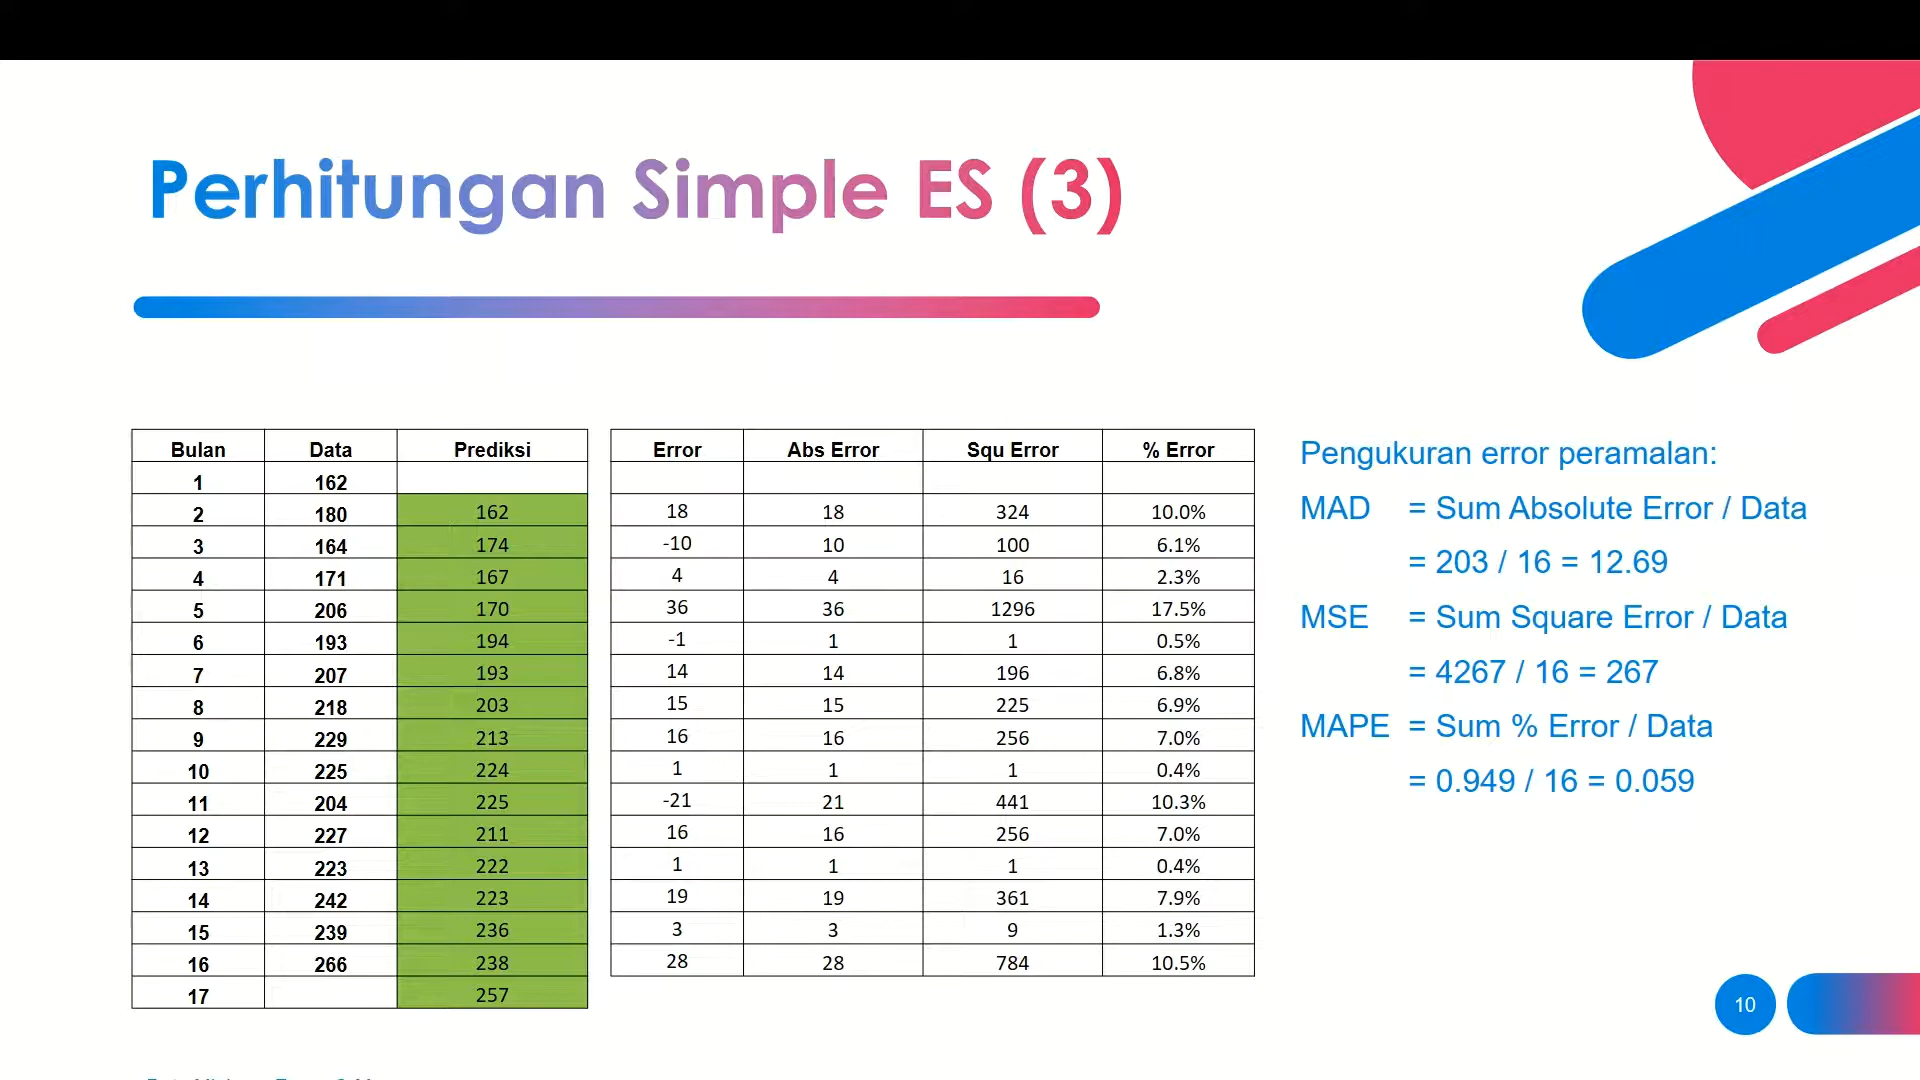 Perhitungan Simple ES (3)
Bulan Data Prediksi Error Abs Error Squ Error % Error
1 162
2 180 162 18 18 324 10.0%
3 164 174 -10 10 100 6.1%
4 171 167 4 4 16 2.3%
5 206 170 36 36 1296 17.5%
6 193 194 -1 1 1 0.5%
7 207 193 14 14 196 6.8%
8 218 203 15 15 225 6.9%
9 229 213 16 16 256 7.0%
10 225 224 1 1 1 0.4%
11 204 225 -21 21 441 10.3%
12 227 211 16 16 256 7.0%
13 223 222 1 1 1 0.4%
14 242 223 19 19 361 7.9%
15 239 236 3 3 9 1.3%
16 266 238 28 28 784 10.5%
17 257
Pengukuran error peramalan:
MAD = Sum Absolute Error / Data
= 203 / 16 = 12.69
MSE = Sum Square Error / Data
= 4267 / 16 = 267
MAPE = Sum % Error / Data
= 0.949 / 16 = 0.059
10